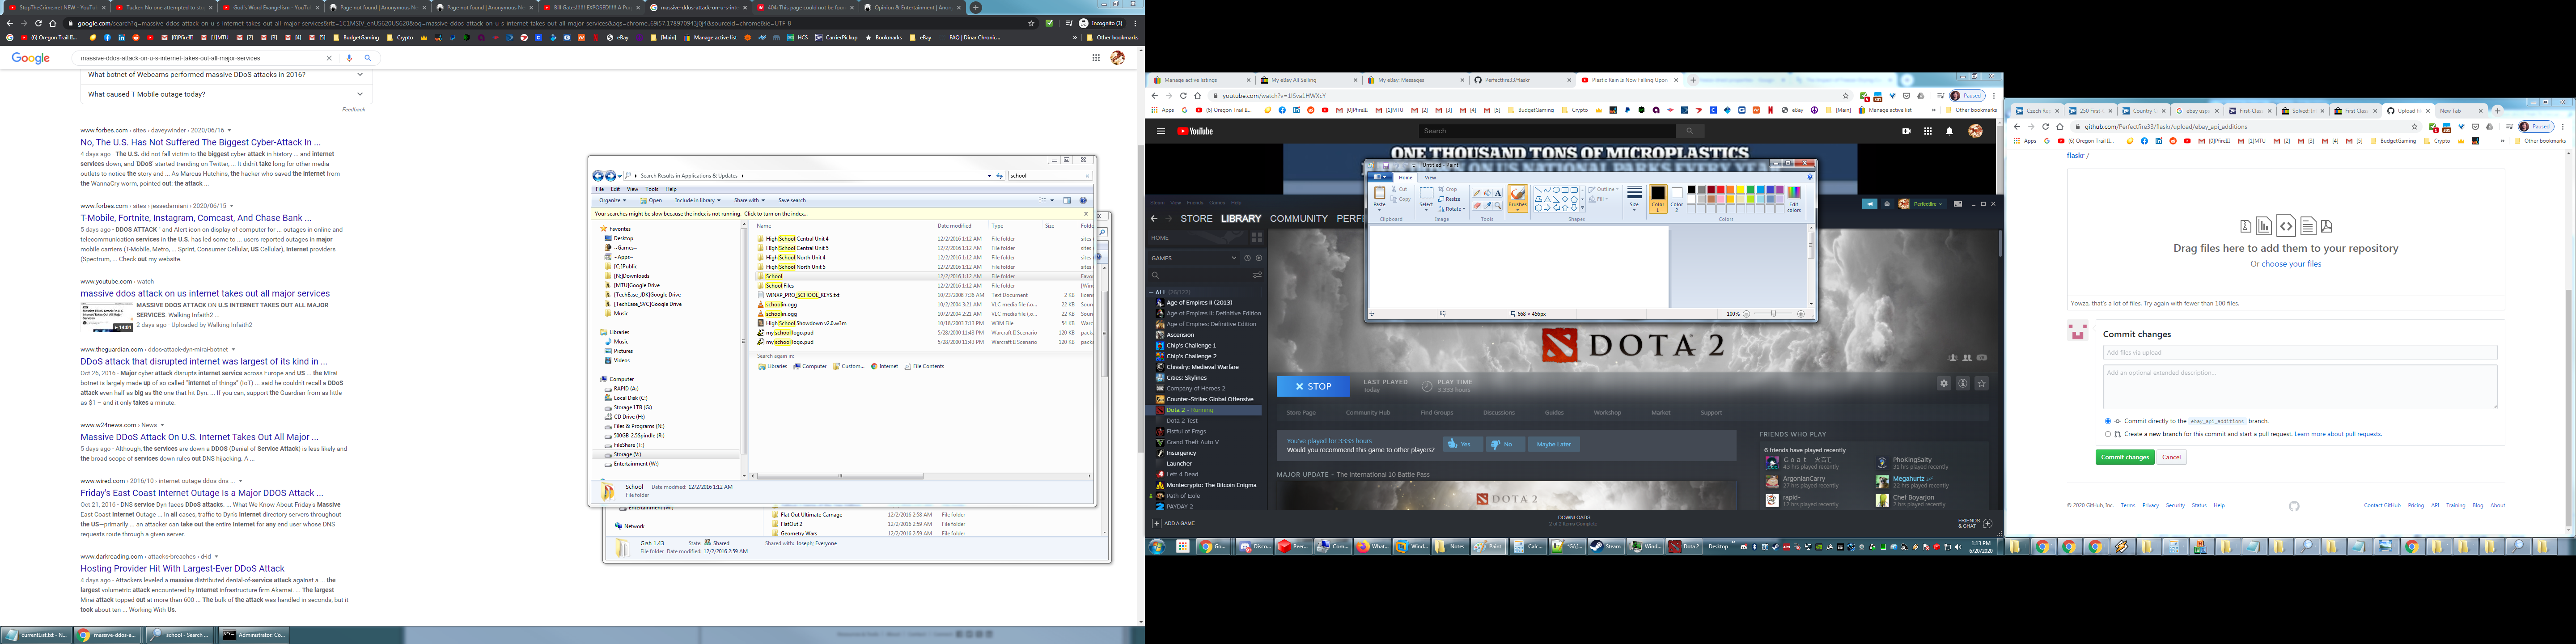 StopTheCrime.net NEW - YouTu
Tucker: No one attempted to st
God's Word Evangelism - YouTu
Page not found | Anonymous Ne
Page not found | Anonymous N
Bill Gates!!!!! EXPOSED!!!! A Pu
massive-ddos-attack-on-u-s-int
404: This page could not be fou
Opinion & Entertainment | Anon
google.com/search?q=massive-ddos-attack-on-u-s-internet-takes-out-all-major-services
Incognito (3)
BudgetGaming
Crypto
eBay
[Main]
Manage active list
HCS
CarrierPickup
Bookmarks
eBay
FAQ | Dinar Chronic...
Other bookmarks
Google
massive-ddos-attack-on-u-s-internet-takes-out-all-major-services
What botnet of Webcams performed massive DDoS attacks in 2016?
What caused T Mobile outage today?
Feedback
www.forbes.com › sites › daveywinder › 2020/06/16
No, The U.S. Has Not Suffered The Biggest Cyber-Attack In ...
4 days ago - The U.S. did not fall victim to the biggest cyber-attack in history ... and internet
services down, and 'DDoS' started trending on Twitter, ... It didn't take long for other media
outlets to notice the story and ... As Marcus Hutchins, the hacker who saved the internet from
the WannaCry worm, pointed out: the attack ...
www.forbes.com › sites › jessedamiani › 2020/06/15
T-Mobile, Fortnite, Instagram, Comcast, And Chase Bank ...
5 days ago - DDOS ATTACK " and Alert icon on display of computer for ... outages in online and
telecommunication services in the U.S. has led some to ... users reported outages in major
mobile carriers (T-Mobile, Metro, ... Sprint, Consumer Cellular, US Cellular), Internet providers
(Spectrum, ... Check out my website.
www.youtube.com › watch
massive ddos attack on us internet takes out all major services
MASSIVE DDOS ATTACK ON U.S INTERNET TAKES OUT ALL MAJOR
SERVICES. Walking Infaith2 ...
14:01
2 days ago - Uploaded by Walking Infaith2
www.theguardian.com › ddos-attack-dyn-mirai-botnet
DDoS attack that disrupted internet was largest of its kind in ...
Oct 26, 2016 - Major cyber attack disrupts internet service across Europe and US ... the Mirai
botnet is largely made up of so-called "internet of things" (IoT) ... said he couldn't recall a DDoS
attack even half as big as the one that hit Dyn. ... If you can, support the Guardian from as little
as $1 – and it only takes a minute.
www.w24news.com › News
Massive DDoS Attack On U.S. Internet Takes Out All Major ...
5 days ago - Although, the services are down a DDOS (Denial of Service Attack) is less likely and
the broad scope of services down rules out DNS hijacking. A ...
www.wired.com › 2016/10 › internet-outage-ddos-dns-...
Friday's East Coast Internet Outage Is a Major DDoS Attack ...
Oct 21, 2016 - DNS service Dyn faces DDoS attacks. ... What We Know About Friday's Massive
East Coast Internet Outage ... In all cases, traffic to Dyn's Internet directory servers throughout
the US—primarily ... an attacker can take out the entire Internet for any end user whose DNS
requests route through a given server.
www.darkreading.com › attacks-breaches › d-id
Hosting Provider Hit With Largest-Ever DDoS Attack
4 days ago - Attackers leveled a massive distributed denial-of-service attack against a ... the
largest volumetric attack encountered by Internet infrastructure firm Akamai. ... The largest
Mirai attack topped out at more than 600 ... The bulk of the attack was handled in seconds, but it
took about ten ... Working With Us.
currentList.txt - N...
massive-ddos-a...
school - Search ...
Administrator: Co...
Search Results in Applications & Updates
school
File Edit View Tools Help
Organize
Open
Include in library
Share with
Save search
Your searches might be slow because the index is not running. Click to turn on the index...
Favorites
Desktop
~Games~
~Apps~
[C:]Public
[N:]Downloads
[MTU]Google Drive
[TechEase_JDK]Google Drive
[TechEase_SVC]Google Drive
Music
Libraries
Music
Pictures
Videos
Computer
RAPID (A:)
Local Disk (C:)
Storage 1TB (G:)
CD Drive (H:)
Files & Programs (N:)
500GB_2.5Spindle (R:)
FileShare (T:)
Storage (V:)
Entertainment (W:)
Name
Date modified
Type
Size
Folde
High School Central Unit 4 12/2/2016 1:12 AM File folder sites
High School Central Unit 5 12/2/2016 1:12 AM File folder sites
High School North Unit 4 12/2/2016 1:12 AM File folder sites
High School North Unit 5 12/2/2016 1:12 AM File folder sites
School 12/2/2016 1:12 AM File folder Favor
School Files 12/2/2016 1:12 AM File folder
WINXP_PRO_SCHOOL_KEYS.txt 10/23/2008 7:36 AM Text Document 2 KB licens
schoolin.ogg 10/2/2004 3:21 AM VLC media file (.o... 22 KB Soun
schoolin.ogg 10/2/2004 2:21 AM VLC media file (.o... 22 KB Soun
High School Showdown v2.0.w3m 10/18/2003 7:13 PM W3M File 54 KB
my school logo.pud 5/28/2000 11:43 PM Warcraft II Scenario 120 KB
my school logo.pud 5/28/2000 11:43 PM Warcraft II Scenario 120 KB
Search again in:
Libraries
Computer
Custom...
Internet
File Contents
School Date modified: 12/2/2016 1:12 AM
File folder
Network
Flat Out Ultimate Carnage 12/2/2016 2:58 AM File folder
FlatOut 2 12/2/2016 2:58 AM File folder
Geometry Wars 12/2/2016 2:59 AM File folder
Gish 1.43 State: Shared Shared with: Joseph; Everyone
File folder Date modified: 12/2/2016 2:59 AM
Manage active listings
My eBay All Selling
My eBay: Messages
Perfectfire33/flaskr
Plastic Rain Is Now Falling Upon
youtube.com/watch?v=1ISva1HWXcY
Paused
Apps
YouTube
Search
ONE THOUSAND TONS OF MICROPLASTICS
Untitled - Paint
Home
View
Paste
Cut
Copy
Clipboard
Select
Crop
Resize
Rotate
Image
Tools
Brushes
Shapes
Outline
Fill
Size
Color 1
Color 2
Edit colors
Colors
668 × 456px
100%
Steam View Friends Games Help
STORE LIBRARY COMMUNITY
Perfectfire
HOME
GAMES
ALL
Age of Empires II (2013)
Age of Empires II: Definitive Edition
Age of Empires: Definitive Edition
Ascension
Chip's Challenge 1
Chip's Challenge 2
Chivalry: Medieval Warfare
Cities: Skylines
Company of Heroes 2
Counter-Strike: Global Offensive
Dota 2 - Running
Dota 2 Test
Fistful of Frags
Grand Theft Auto V
Insurgency
Launcher
Left 4 Dead
Montecrypto: The Bitcoin Enigma
Path of Exile
PAYDAY 2
ADD A GAME
DOTA 2
STOP
LAST PLAYED
Today
PLAY TIME
3,333 hours
Store Page
Community Hub
Find Groups
Discussions
Guides
Workshop
Market
Support
You've played for 3333 hours
Would you recommend this game to other players?
Yes
No
Maybe Later
MAJOR UPDATE - The International 10 Battle Pass
DOTA 2
FRIENDS WHO PLAY
6 friends have played recently
43 hrs played recently
PhoKingSalty
31 hrs played recently
ArgonianCarry
27 hrs played recently
Megahurtz
22 hrs played recently
rapid-
12 hrs played recently
Chef Boyarjon
2 hrs played recently
DOWNLOADS
2 of 2 Items Complete
FRIENDS & CHAT
Desktop
1:13 PM
6/20/2020
github.com/Perfectfire33/flaskr/upload/ebay_api_additions
Paused
New Tab
flaskr /
Drag files here to add them to your repository
Or choose your files
Yowza, that's a lot of files. Try again with fewer than 100 files.
Commit changes
Add files via upload
Add an optional extended description...
Commit directly to the ebay_api_additions branch.
Create a new branch for this commit and start a pull request. Learn more about pull requests.
Commit changes
Cancel
© 2020 GitHub, Inc. Terms Privacy Security Status Help
Contact GitHub Pricing API Training Blog About